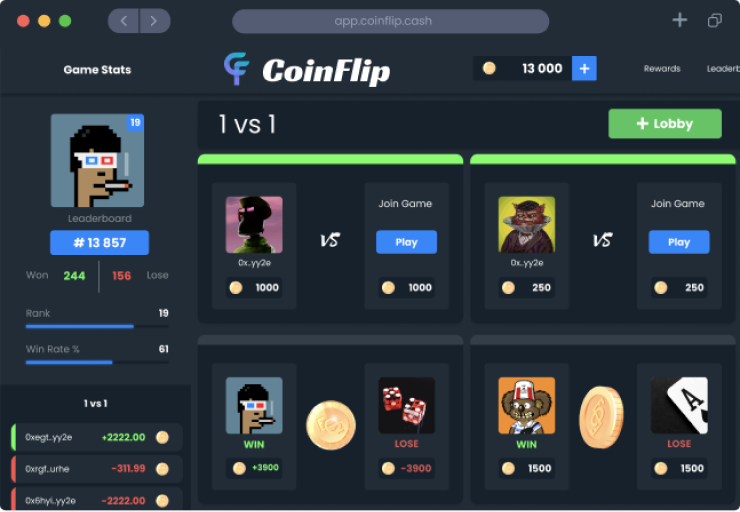 app.coinflip.cash
Game Stats
CoinFlip
13 000
+
Rewards
Leaderb
19
Leaderboard
# 13 857
Won 244 156 Lose
Rank 19
Win Rate % 61
1 vs 1
0xegt..yy2e +2222.00
0xrgf..urhe -311.99
0x6hyi..yy2e -2222.00
1 vs 1
+ Lobby
0x..yy2e
1000
VS
Join Game
Play
1000
0x..yy2e
250
VS
Join Game
Play
250
WIN
+3900
LOSE
-3900
WIN
1500
A
LOSE
1500